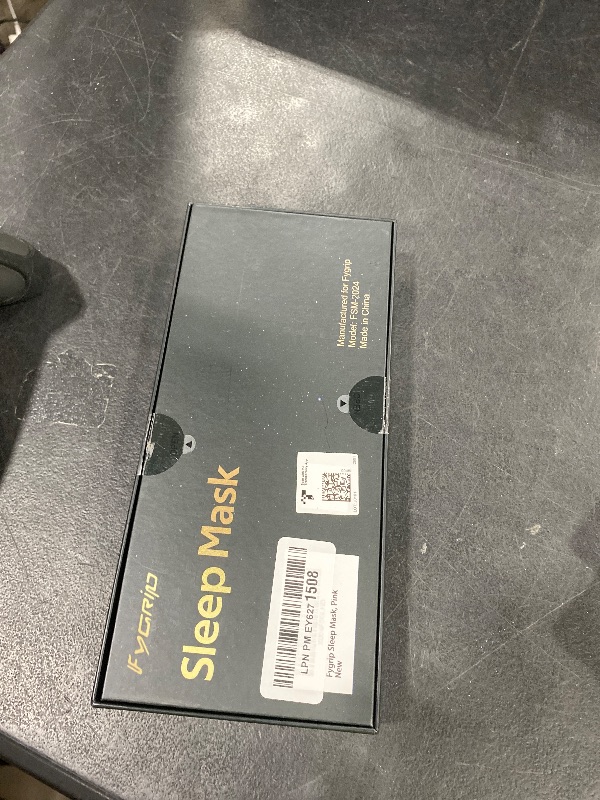 FYGRIP
Sleep Mask
Manufactured for Fygrip
Model: FSM-2024
Made in China
LPN PM EY627 1508
Fygrip Sleep Mask, Pink
New